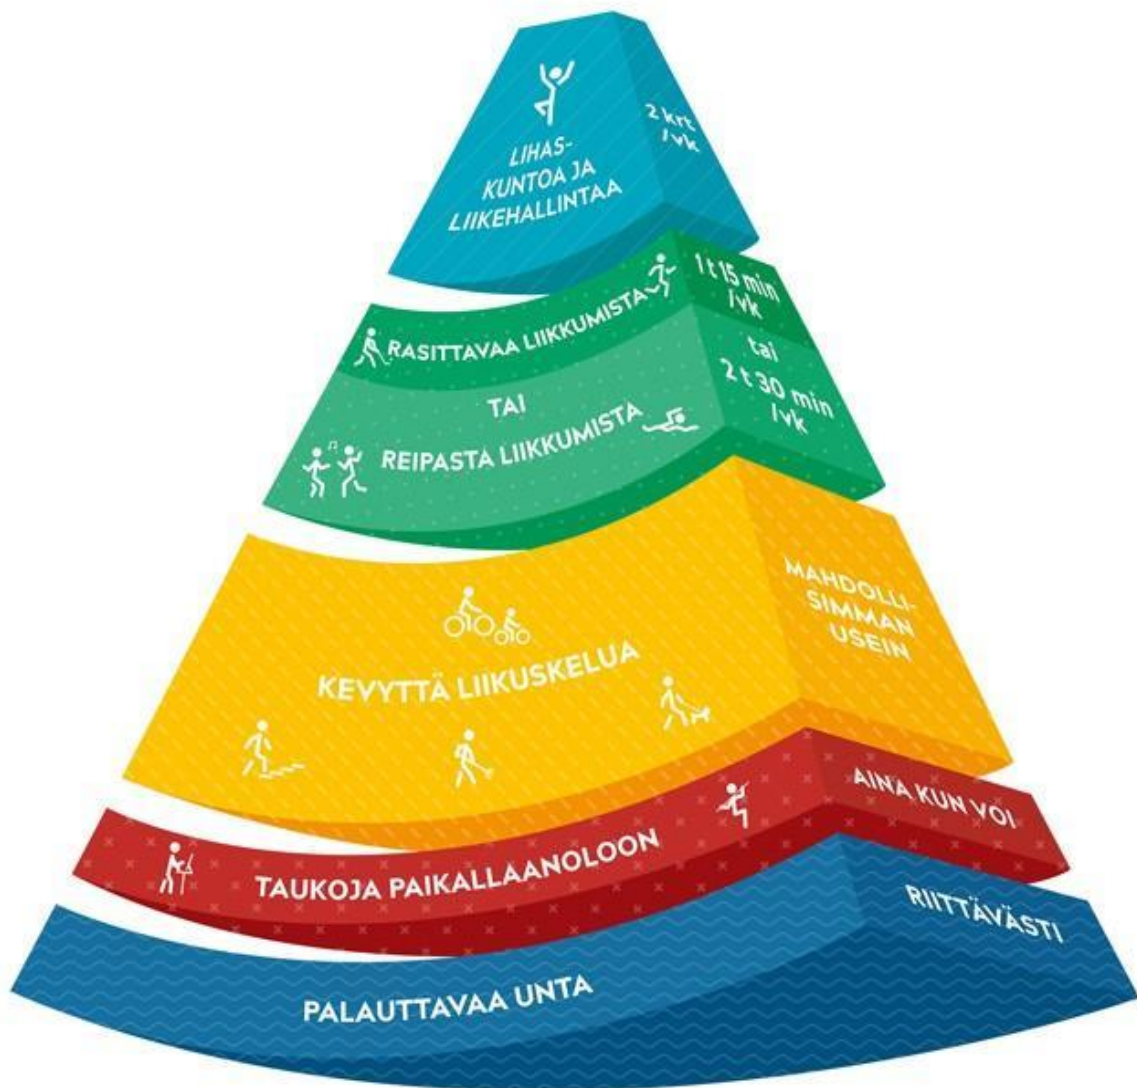 LIHAS-
KUNTOA JA
LIIKEHALLINTAA
2 krt
/vk
RASITTAVAA LIIKKUMISTA
1 t 15 min
/vk
TAI
REIPASTA LIIKKUMISTA
tai
2 t 30 min
/vk
KEVYTTÄ LIIKUSKELUA
MAHDOLLI-
SIMMAN
USEIN
TAUKOJA PAIKALLAANOLOON
AINA KUN VOI
PALAUTTAVAA UNTA
RIITTÄVÄSTI